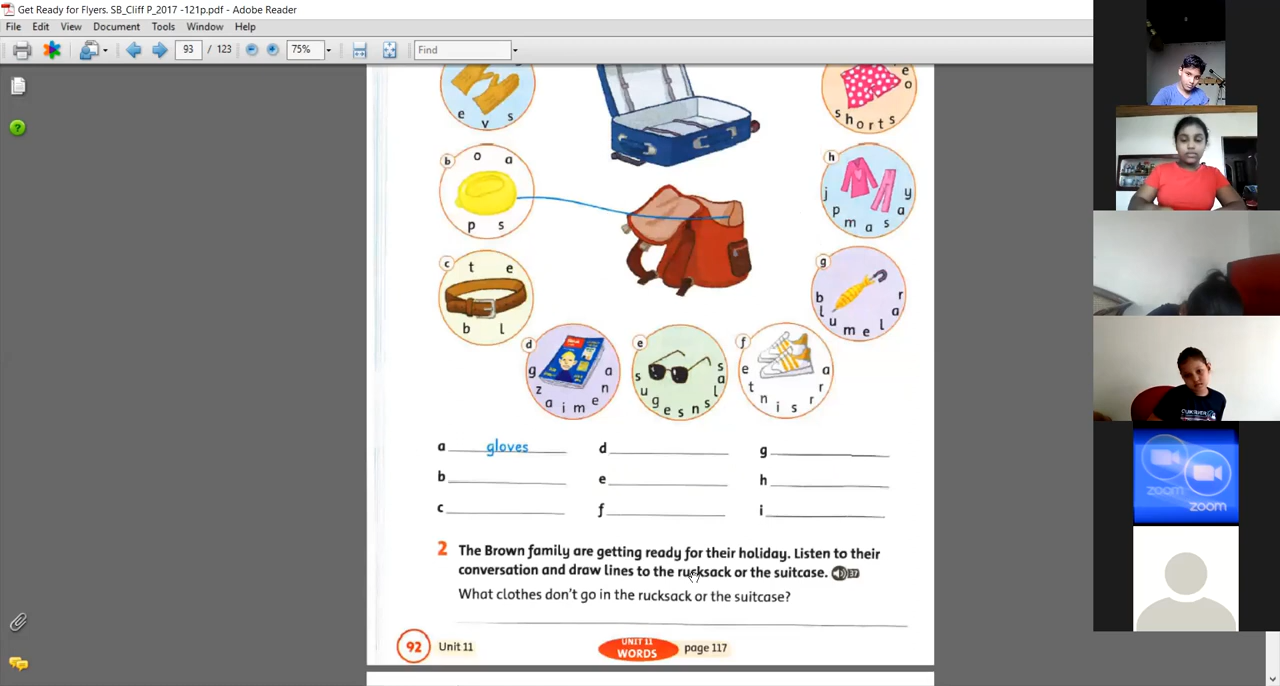 Get Ready for Flyers. SB_Cliff P_2017 -121p.pdf - Adobe Reader
File Edit View Document Tools Window Help
93 / 123 75% Find
e v s
e o
s h o r t s
b o a
p s
h
j y
p a
m a s
c t e
b l
g
b r
l u m e l a
d
g a
z n
a i m e
e
s s
u a
g e s n s l
f
e a
t r
n i s r
a gloves d g
b e h
c f i
2 The Brown family are getting ready for their holiday. Listen to their
conversation and draw lines to the rucksack or the suitcase. 37
What clothes don't go in the rucksack or the suitcase?
92 Unit 11 UNIT 11 WORDS page 117
zoom
zoom